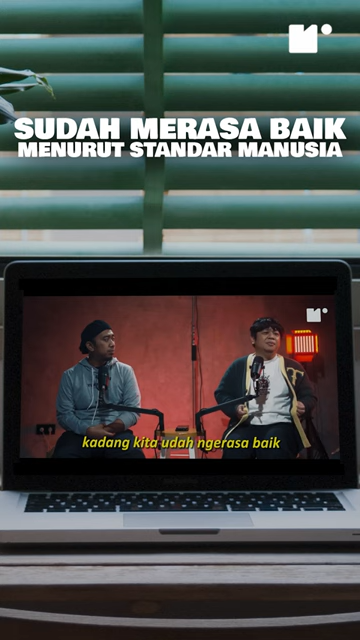 SUDAH MERASA BAIK
MENURUT STANDAR MANUSIA
kadang kita udah ngerasa baik